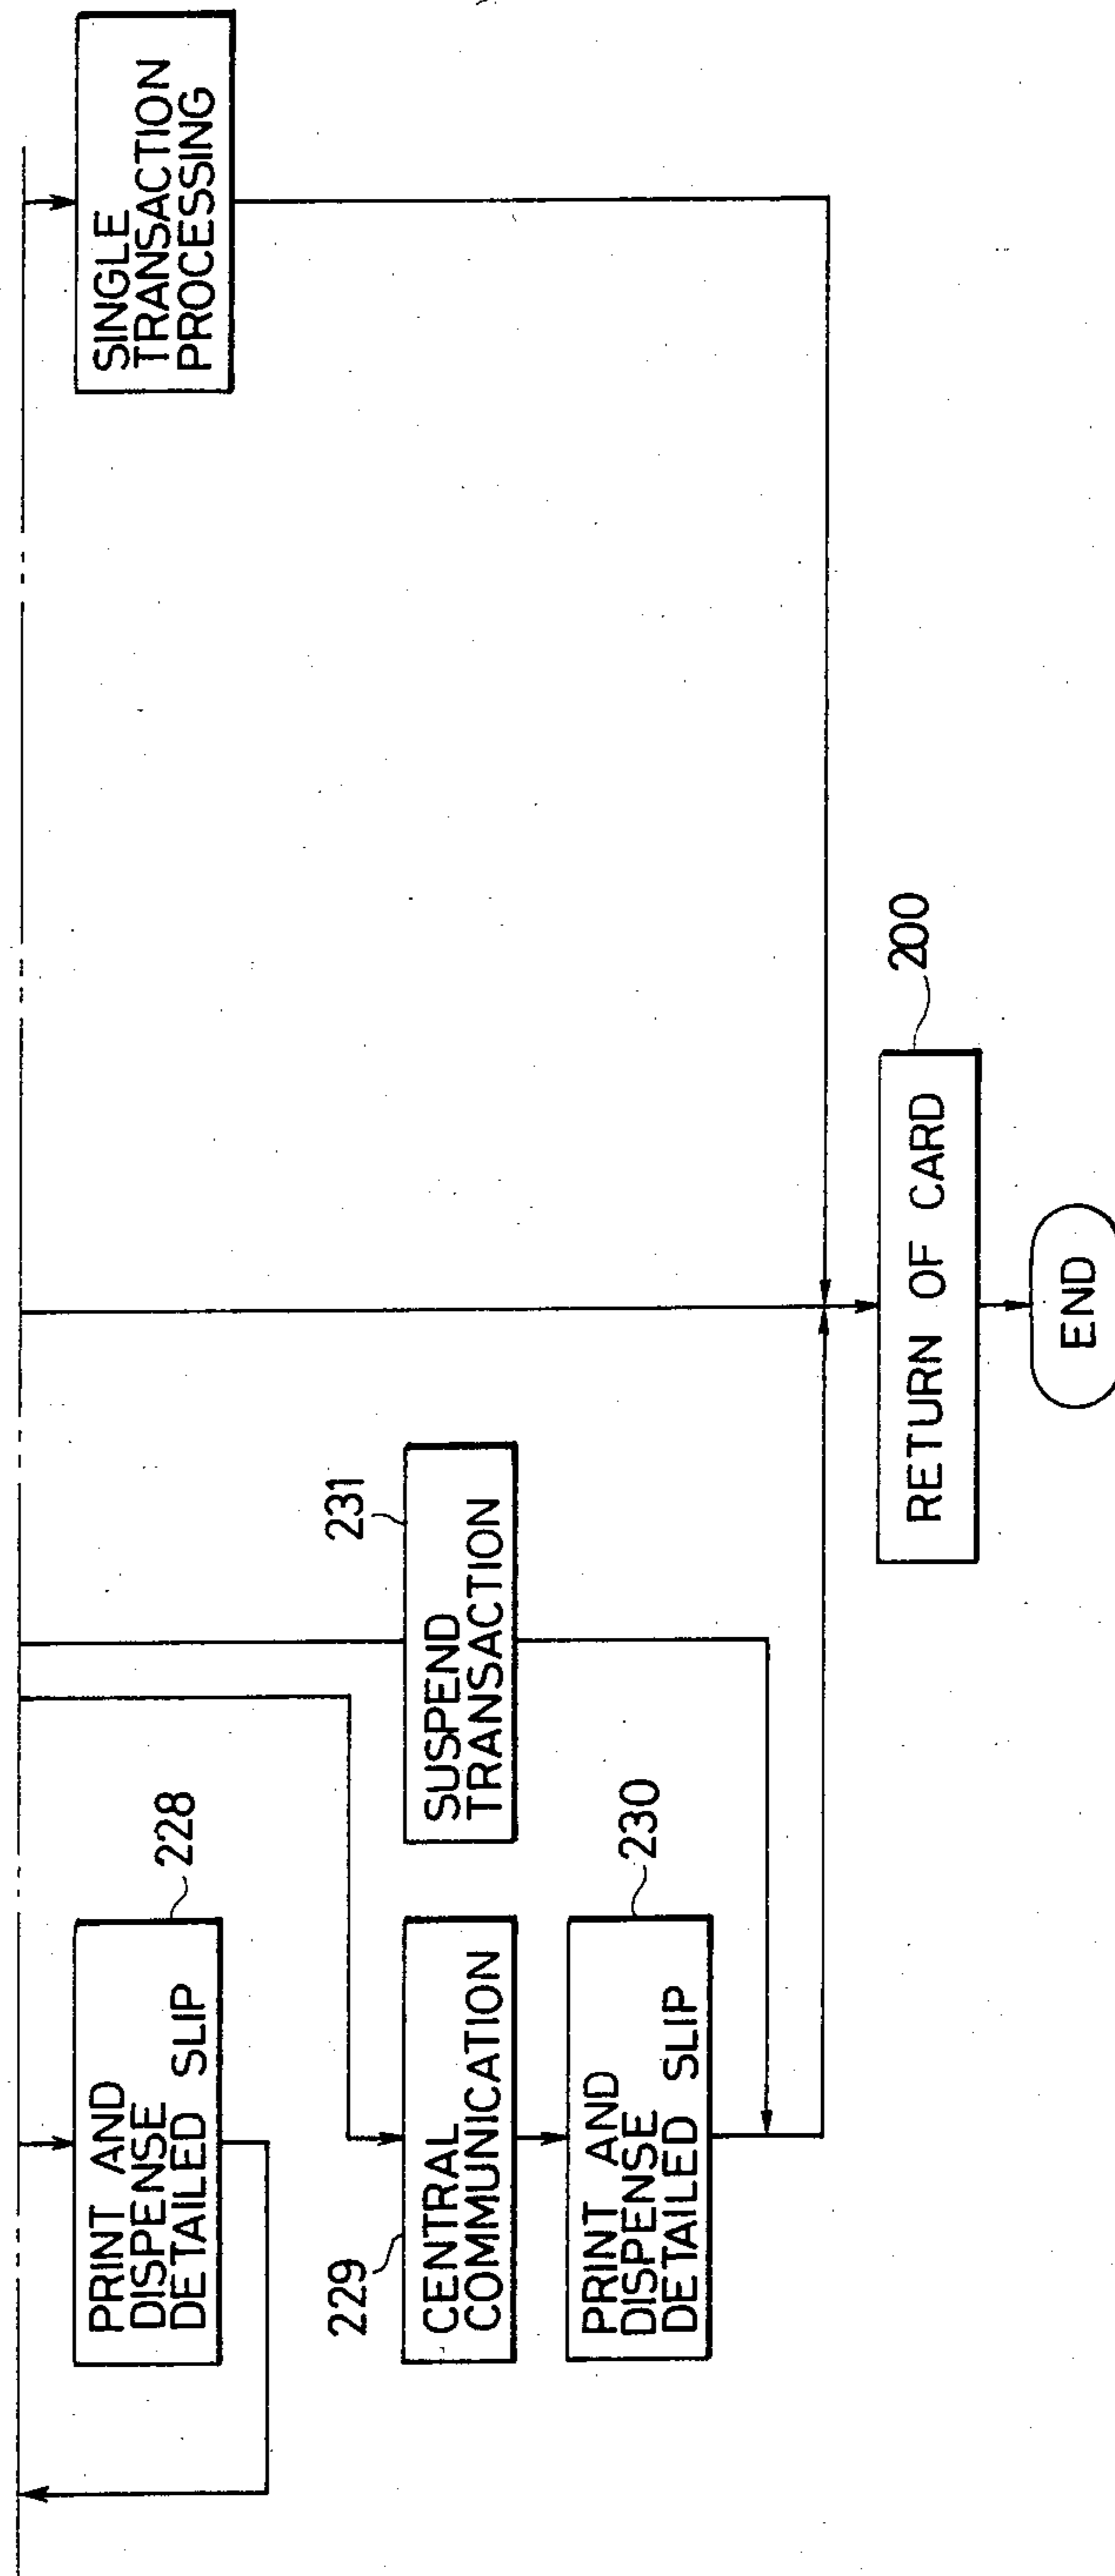 PRINT AND
DISPENSE
DETAILED SLIP
228
SINGLE
TRANSACTION
PROCESSING
229
CENTRAL
COMMUNICATION
SUSPEND
TRANSACTION
231
PRINT AND
DISPENSE
DETAILED SLIP
230
RETURN OF CARD
200
END